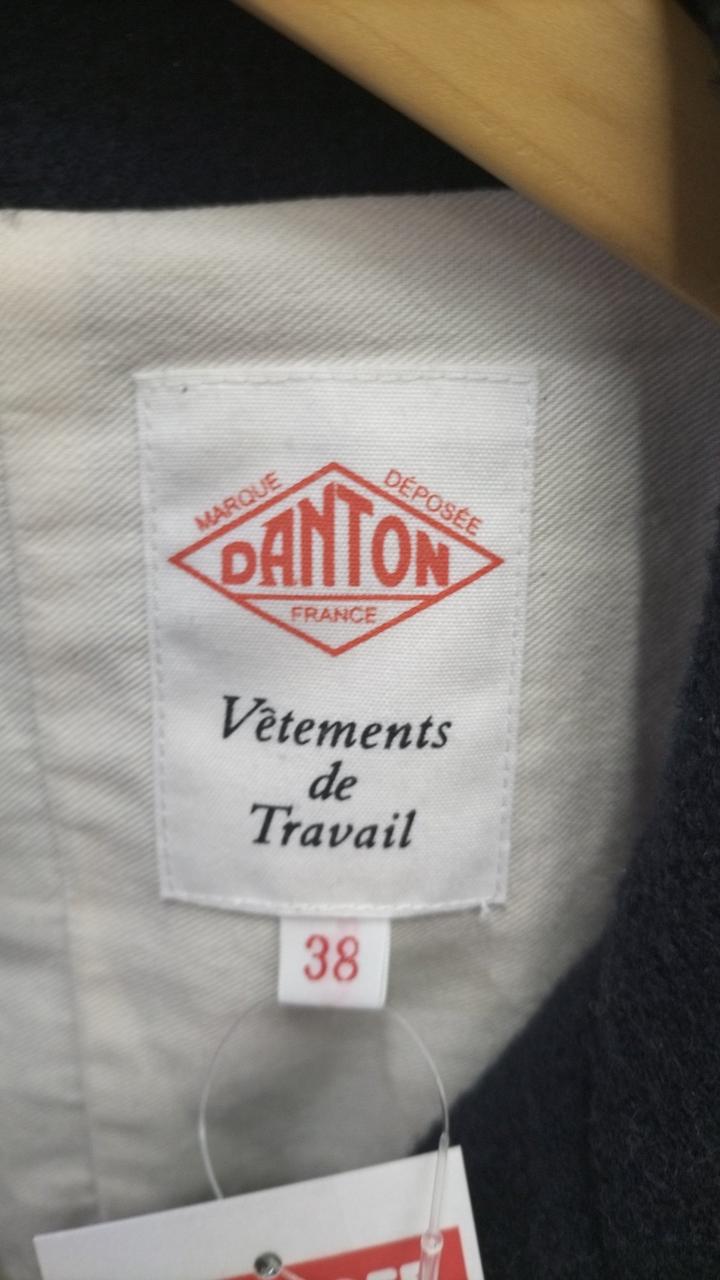 MARQUE DÉPOSÉE
DANTON
FRANCE
Vêtements
de
Travail
38